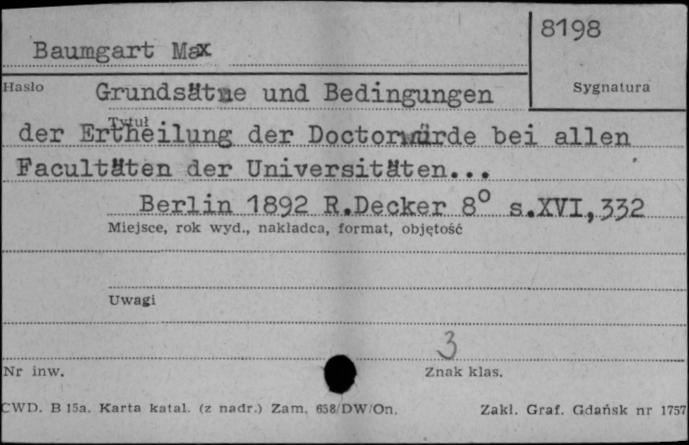 8198
Baumgart Max
Hasło
Sygnatura
Grundsätze und Bedingungen
Tytuł
der Ertheilung der Doctorwürde bei allen
Facultäten der Universitäten...
Berlin 1892 R.Decker 8° s.XVI,332
Miejsce, rok wyd., nakładca, format, objętość
Uwagi
3
Nr inw.
Znak klas.
CWD. B 15a. Karta katal. (z nadr.) Zam. 658/DW/On.
Zakł. Graf. Gdańsk nr 1757